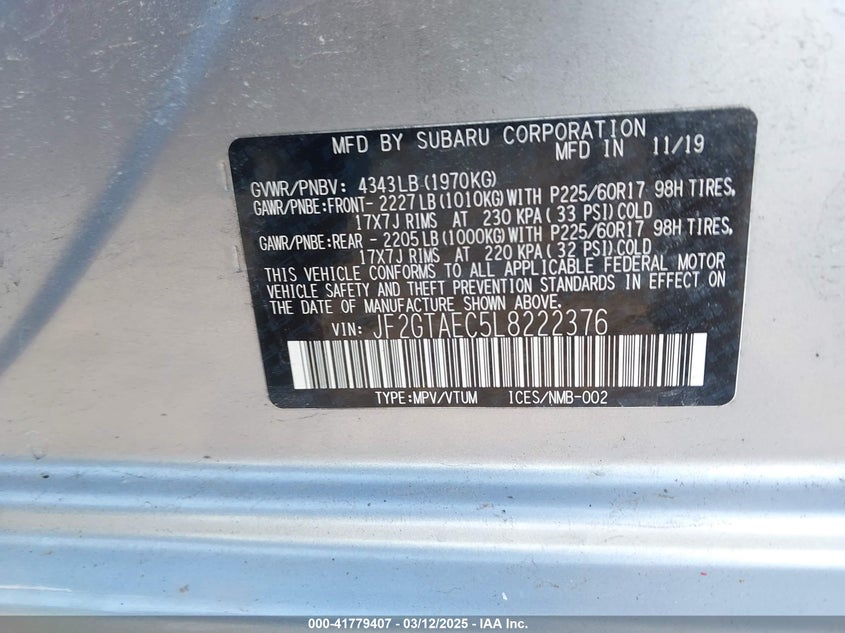 MFD BY SUBARU CORPORATION
MFD IN 11/19
GVWR/PNBV: 4343LB(1970KG)
GAWR/PNBE:FRONT- 2227LB(1010KG)WITH P225/60R17 98H TIRES,
17X7J RIMS AT 230 KPA( 33 PSI)COLD
GAWR/PNBE:REAR - 2205LB(1000KG)WITH P225/60R17 98H TIRES,
17X7J RIMS AT 220 KPA( 32 PSI)COLD
THIS VEHICLE CONFORMS TO ALL APPLICABLE FEDERAL MOTOR
VEHICLE SAFETY AND THEFT PREVENTION STANDARDS IN EFFECT ON
THE DATE OF MANUFACTURE SHOWN ABOVE.
VIN: JF2GTAEC5L8222376
TYPE:MPV/VTUM ICES/NMB-002
000-41779407 - 03/12/2025 - IAA Inc.